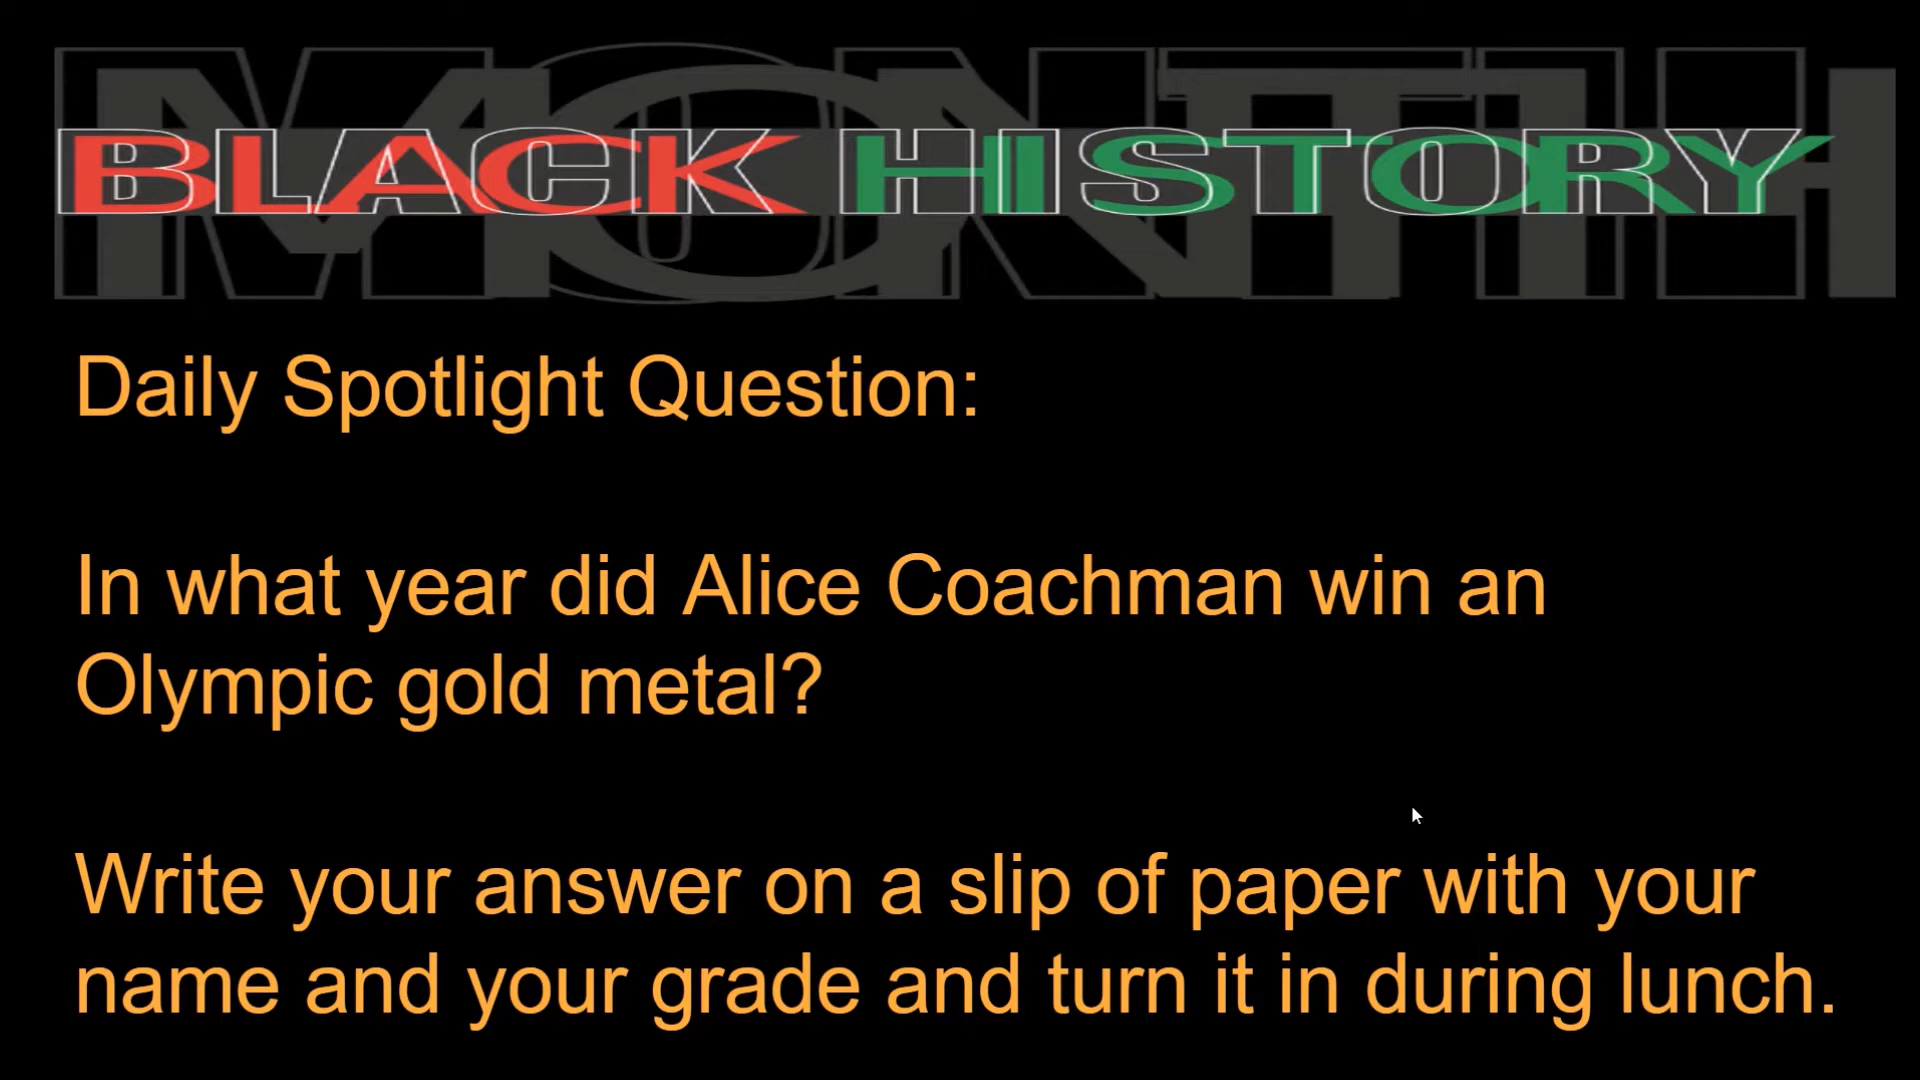 MONTH
BLACK HISTORY
Daily Spotlight Question:
In what year did Alice Coachman win an
Olympic gold metal?
Write your answer on a slip of paper with your
name and your grade and turn it in during lunch.